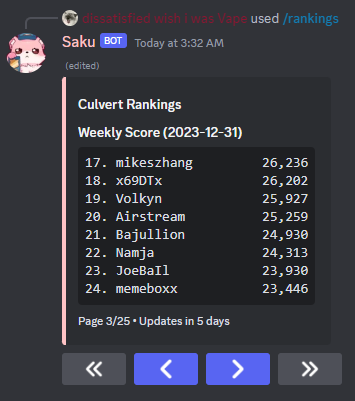 dissatisfied wish i was Vape used /rankings
Saku BOT Today at 3:32 AM
(edited)
Culvert Rankings
Weekly Score (2023-12-31)
17. mikeszhang 26,236
18. x69DTx 26,202
19. Volkyn 25,927
20. Airstream 25,259
21. Bajullion 24,930
22. Namja 24,313
23. JoeBaIl 23,930
24. memeboxx 23,446
Page 3/25 • Updates in 5 days